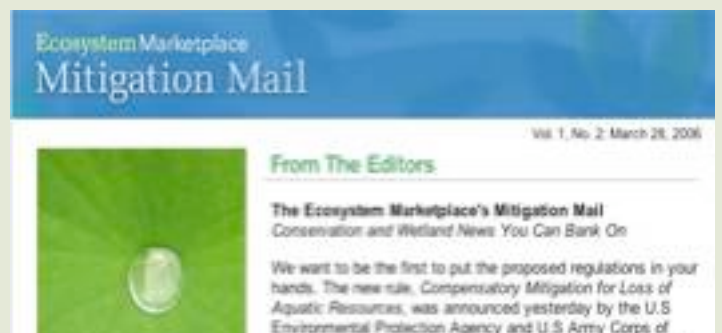 Ecosystem Marketplace
Mitigation Mail
Vol. 1, No. 2: March 28, 2006
From The Editors
The Ecosystem Marketplace's Mitigation Mail
Conservation and Wetland News You Can Bank On
We want to be the first to put the proposed regulations in your
hands. The new rule, Compensatory Mitigation for Loss of
Aquatic Resources, was announced yesterday by the U.S
Environmental Protection Agency and U.S Army Corps of